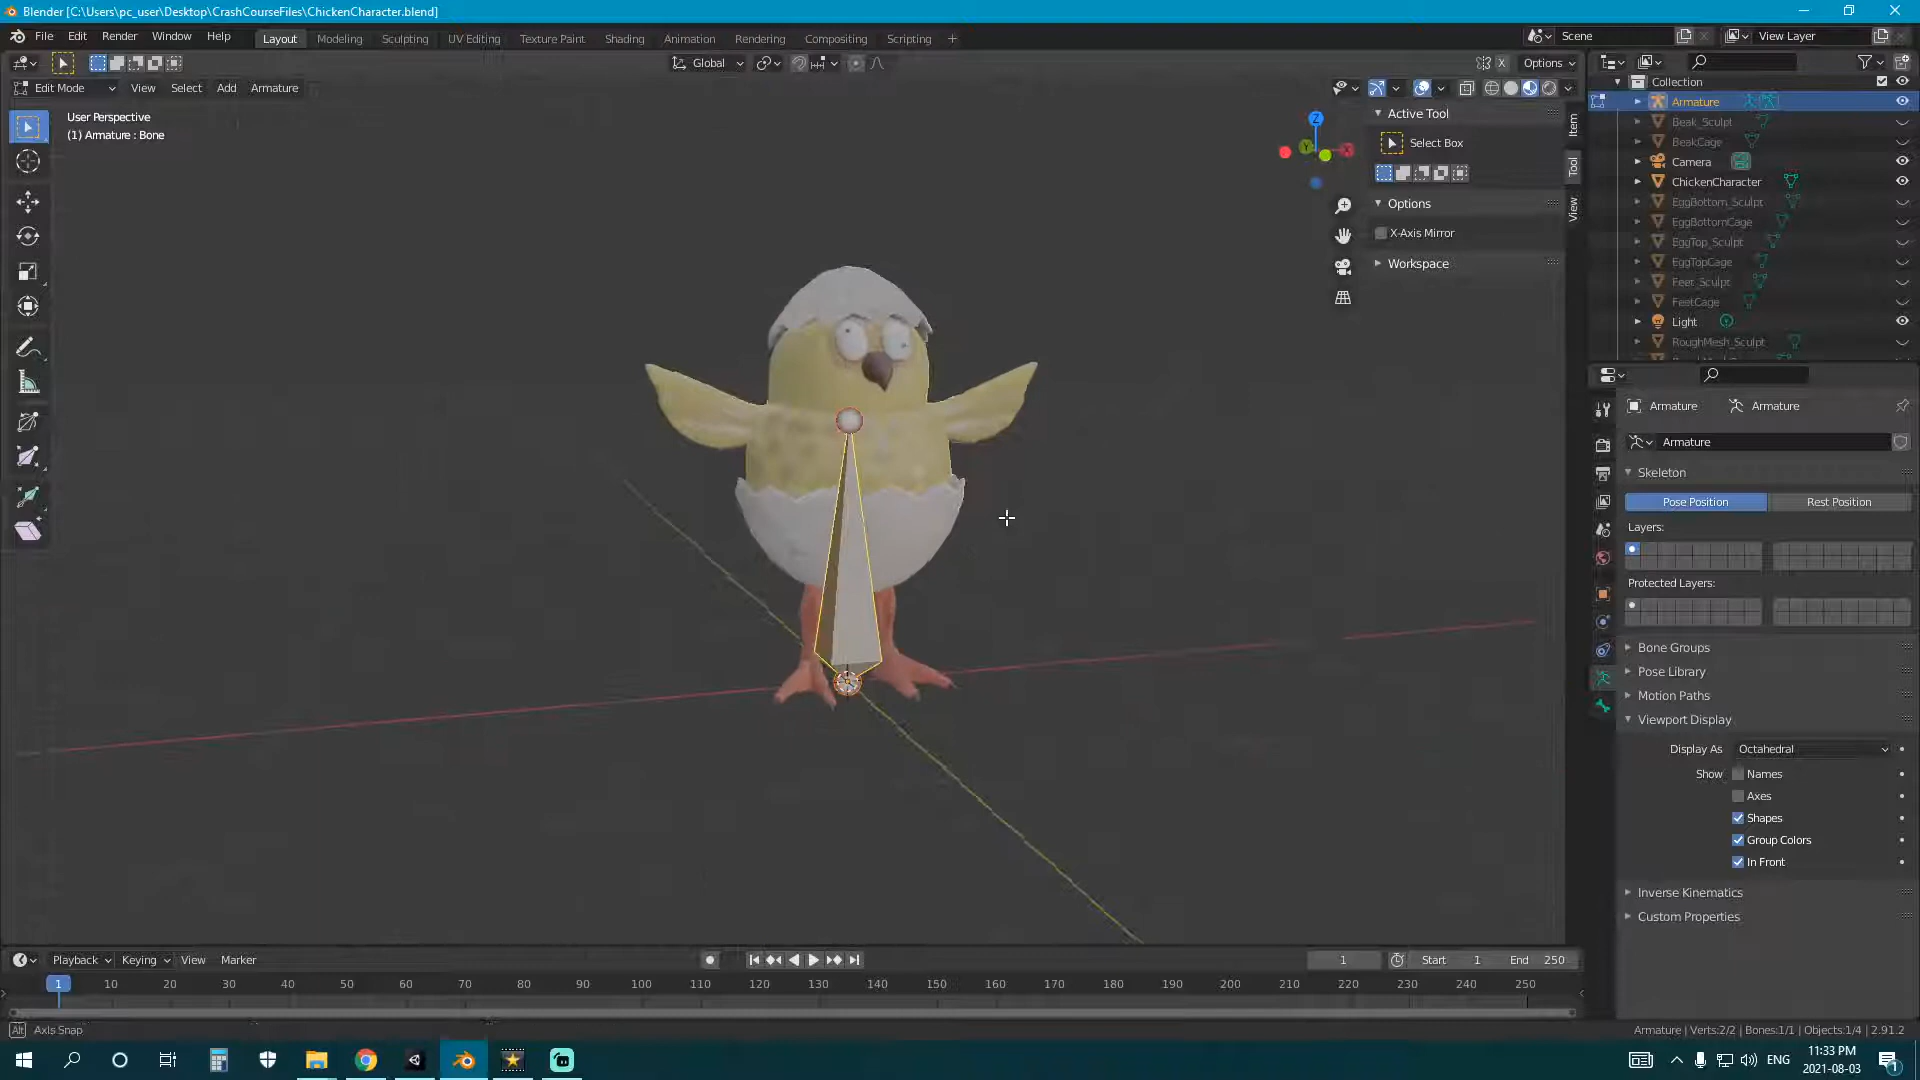 Blender [C:\Users\pc_user\Desktop\CrashCourseFiles\ChickenCharacter.blend]
File Edit Render Window Help Layout Modeling Sculpting UV Editing Texture Paint Shading Animation Rendering Compositing Scripting + Scene View Layer
Global X Options
Edit Mode View Select Add Armature
User Perspective
(1) Armature : Bone
Z
Y
X
Active Tool
Select Box
Options
X-Axis Mirror
Workspace
Item
Tool
View
Collection
Armature
Beak_Sculpt
BeakCage
Camera
ChickenCharacter
EggBottom_Sculpt
EggBottomCage
EggTop_Sculpt
EggTopCage
Feet_Sculpt
FeetCage
Light
RoughMesh_Sculpt
Armature Armature
Armature
Skeleton
Pose Position Rest Position
Layers:
Protected Layers:
Bone Groups
Pose Library
Motion Paths
Viewport Display
Display As Octahedral
Show Names
Axes
Shapes
Group Colors
In Front
Inverse Kinematics
Custom Properties
Playback Keying View Marker 1 Start 1 End 250
1 10 20 30 40 50 60 70 80 90 100 110 120 130 140 150 160 170 180 190 200 210 220 230 240 250
Alt Axis Snap
Armature | Verts:2/2 | Bones:1/1 | Objects:1/4 | 2.91.2
ENG
11:33 PM
2021-08-03
1